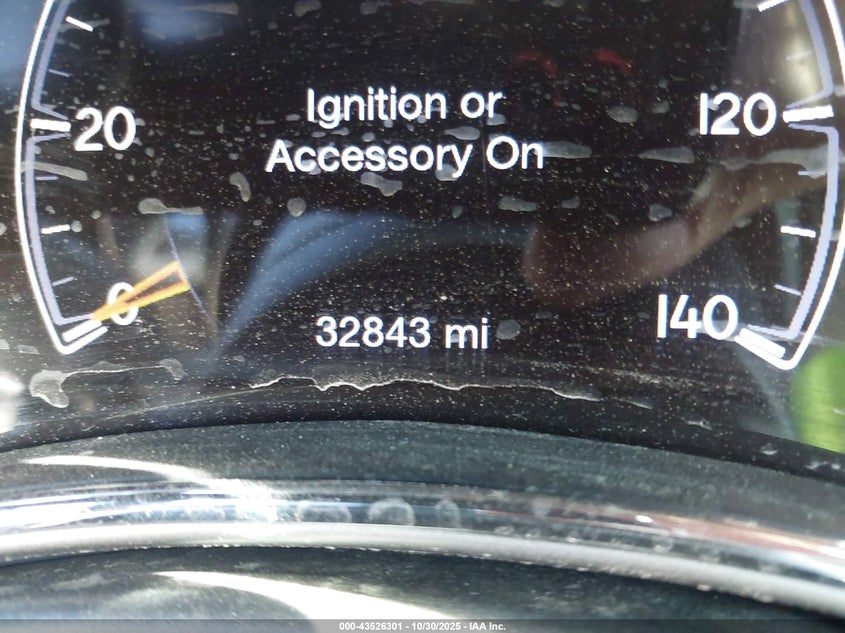 Ignition or
Accessory On
20
120
0
140
32843 mi
000-43526301 - 10/30/2025 - IAA Inc.